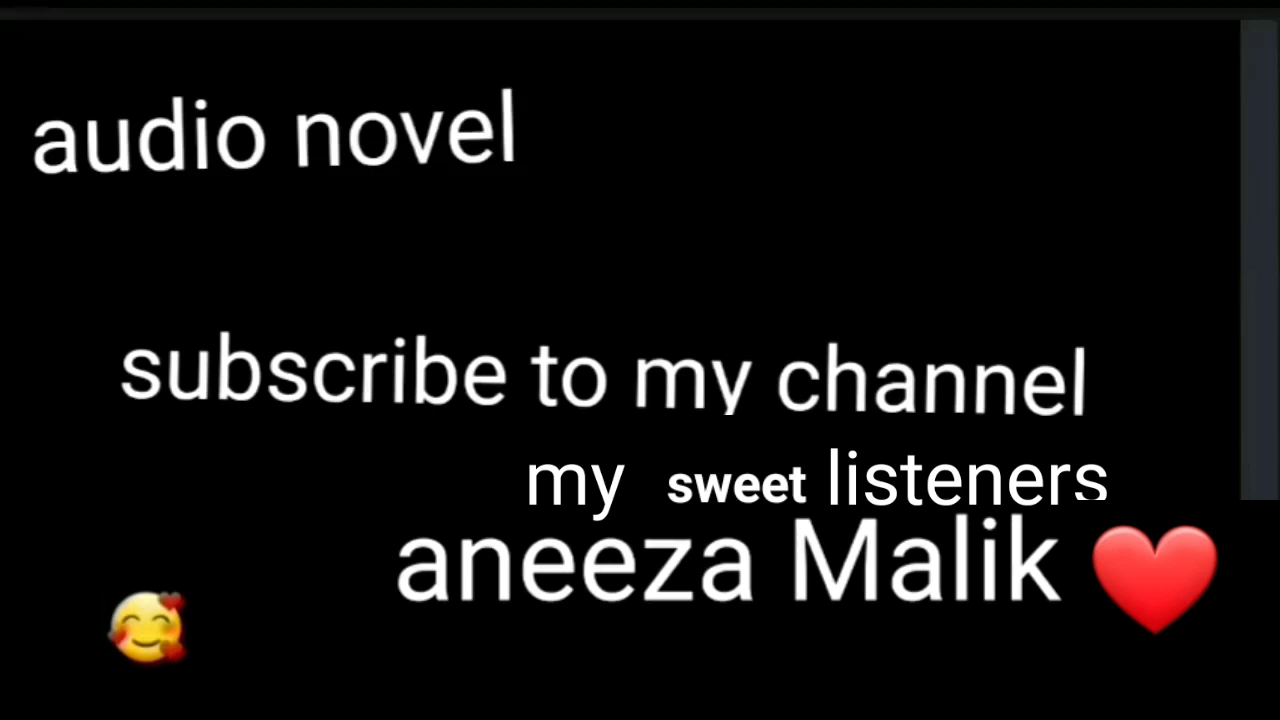 audio novel
subscribe to my channel
my sweet listeners
aneeza Malik ❤️
🥰